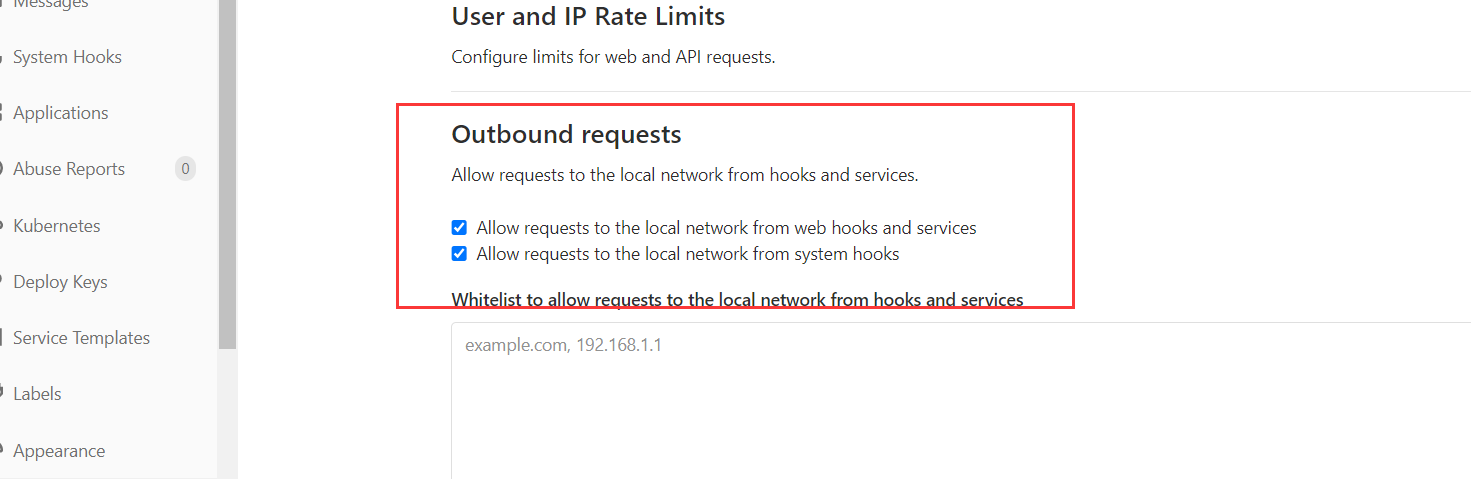 Messages
System Hooks
Applications
Abuse Reports 0
Kubernetes
Deploy Keys
Service Templates
Labels
Appearance
User and IP Rate Limits
Configure limits for web and API requests.
Outbound requests
Allow requests to the local network from hooks and services.
Allow requests to the local network from web hooks and services
Allow requests to the local network from system hooks
Whitelist to allow requests to the local network from hooks and services
example.com, 192.168.1.1